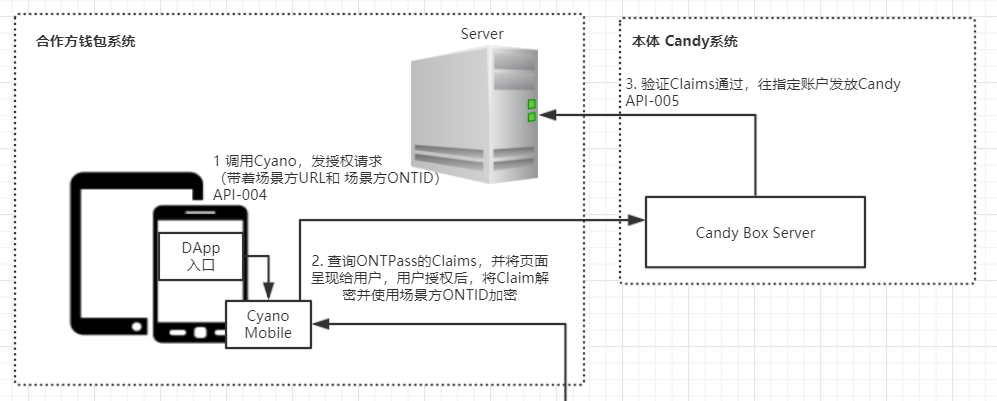 合作方钱包系统
Server
本体 Candy系统
3. 验证Claims通过，往指定账户发放Candy
API-005
1 调用Cyano，发授权请求
（带着场景方URL和 场景方ONTID）
API-004
DApp
入口
Candy Box Server
2. 查询ONTPass的Claims，并将页面
呈现给用户，用户授权后，将Claim解
密并使用场景方ONTID加密
Cyano
Mobile